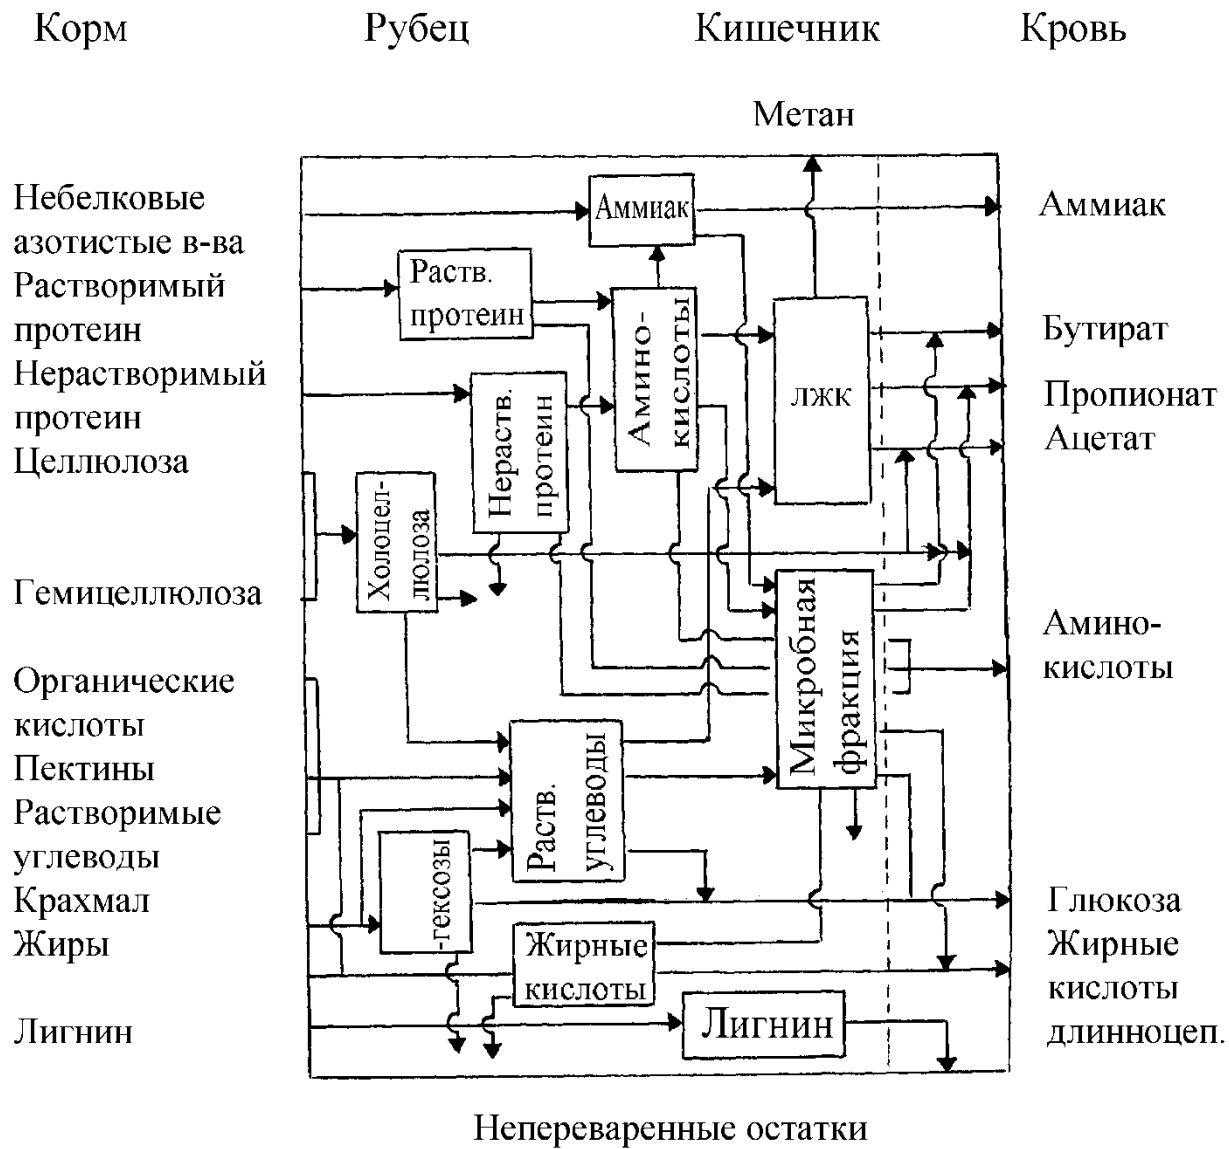 Корм Рубец Кишечник Кровь
Метан
Небелковые
азотистые в-ва
Растворимый
протеин
Нерастворимый
протеин
Целлюлоза
Гемицеллюлоза
Органические
кислоты
Пектины
Растворимые
углеводы
Крахмал
Жиры
Лигнин
Аммиак
Раств.
протеин
Амино-
кислоты
Нераств.
протеин
ЛЖК
Холоцел-
люлоза
Микробная
фракция
Раств.
углеводы
-гексозы
Жирные
кислоты
Лигнин
Аммиак
Бутират
Пропионат
Ацетат
Амино-
кислоты
Глюкоза
Жирные
кислоты
длинноцеп.
Непереваренные остатки